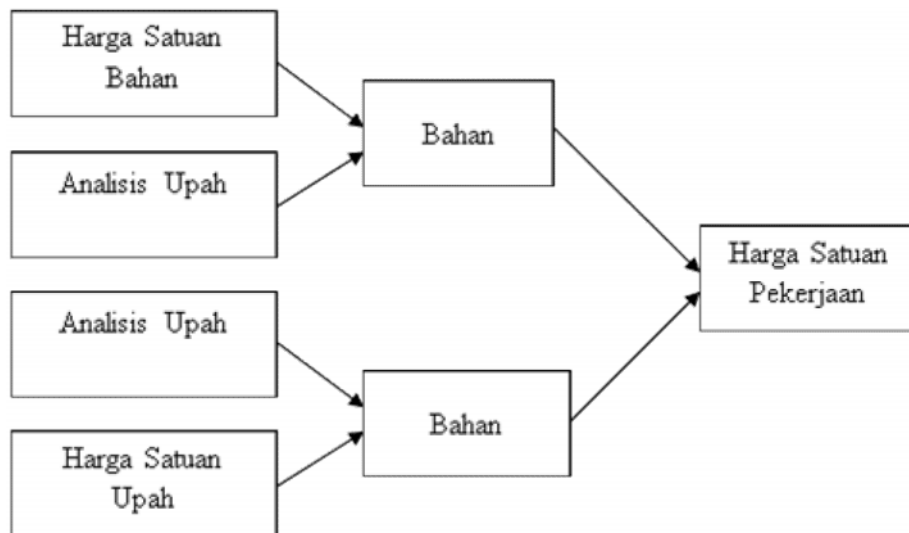 Harga Satuan
Bahan
Analisis Upah
Analisis Upah
Harga Satuan
Upah
Bahan
Bahan
Harga Satuan
Pekerjaan